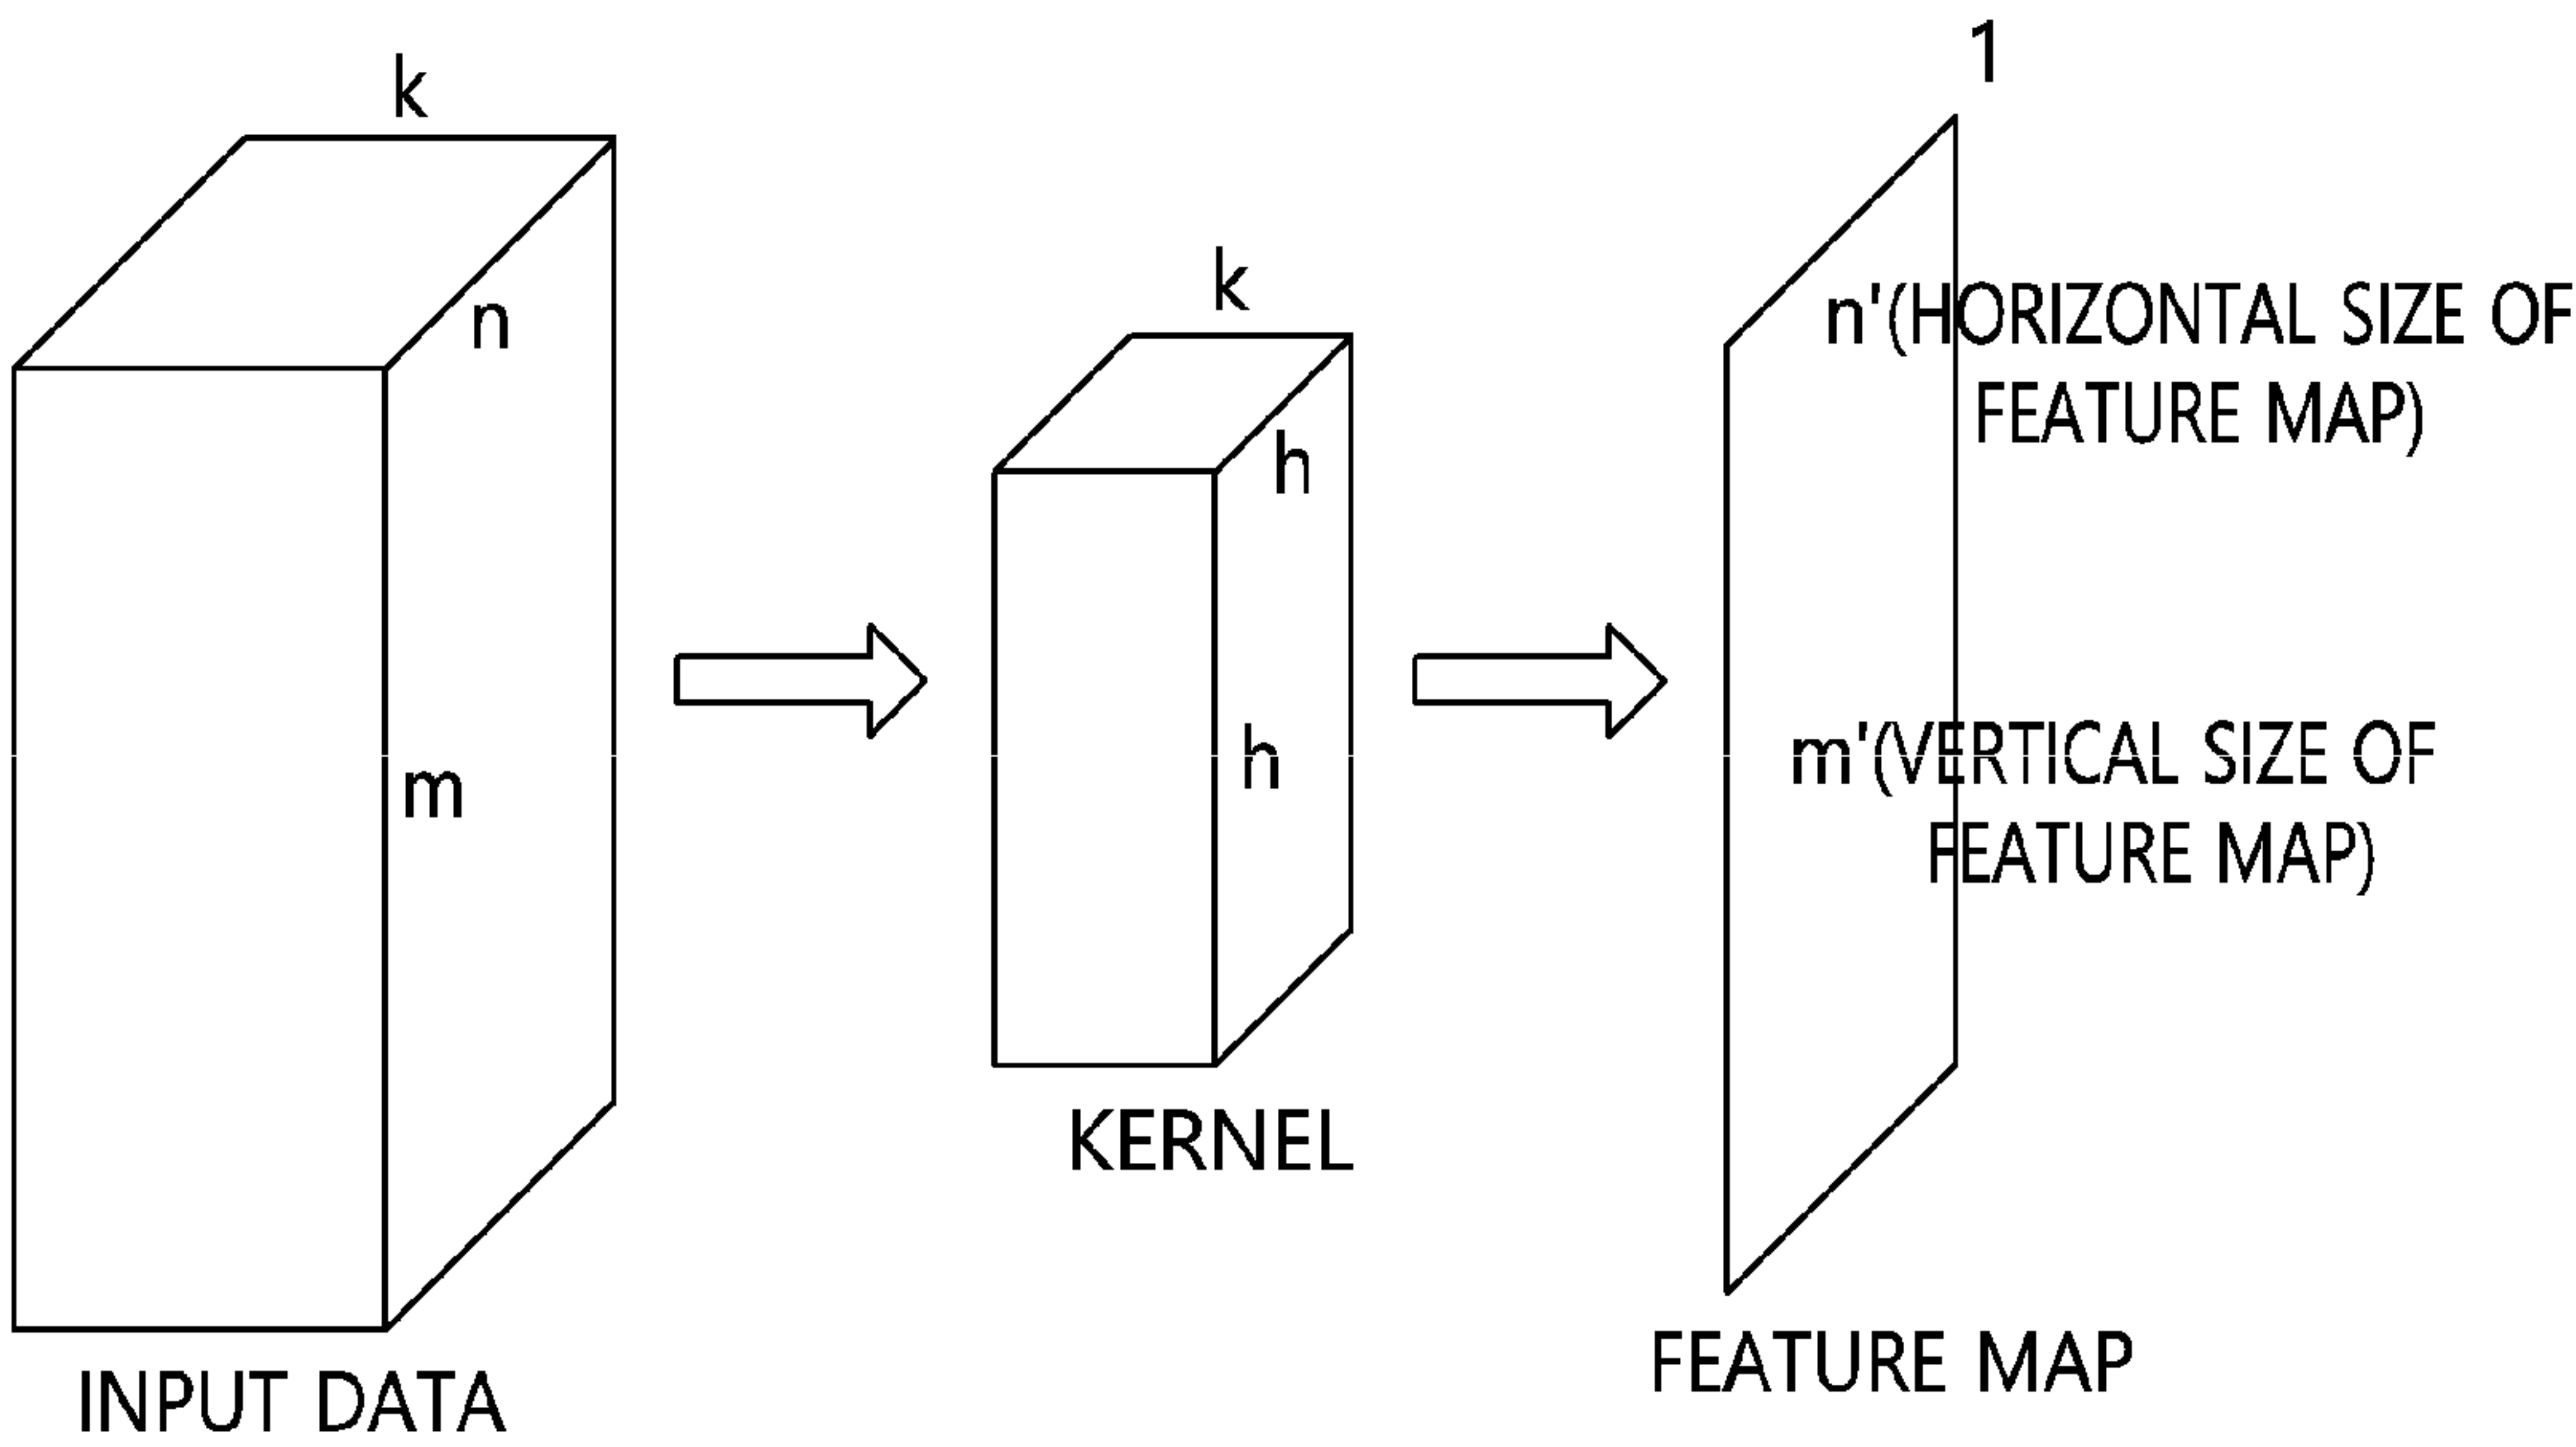 k
n
m
INPUT DATA
k
h
h
KERNEL
1
n'(HORIZONTAL SIZE OF
FEATURE MAP)
m'(VERTICAL SIZE OF
FEATURE MAP)
FEATURE MAP